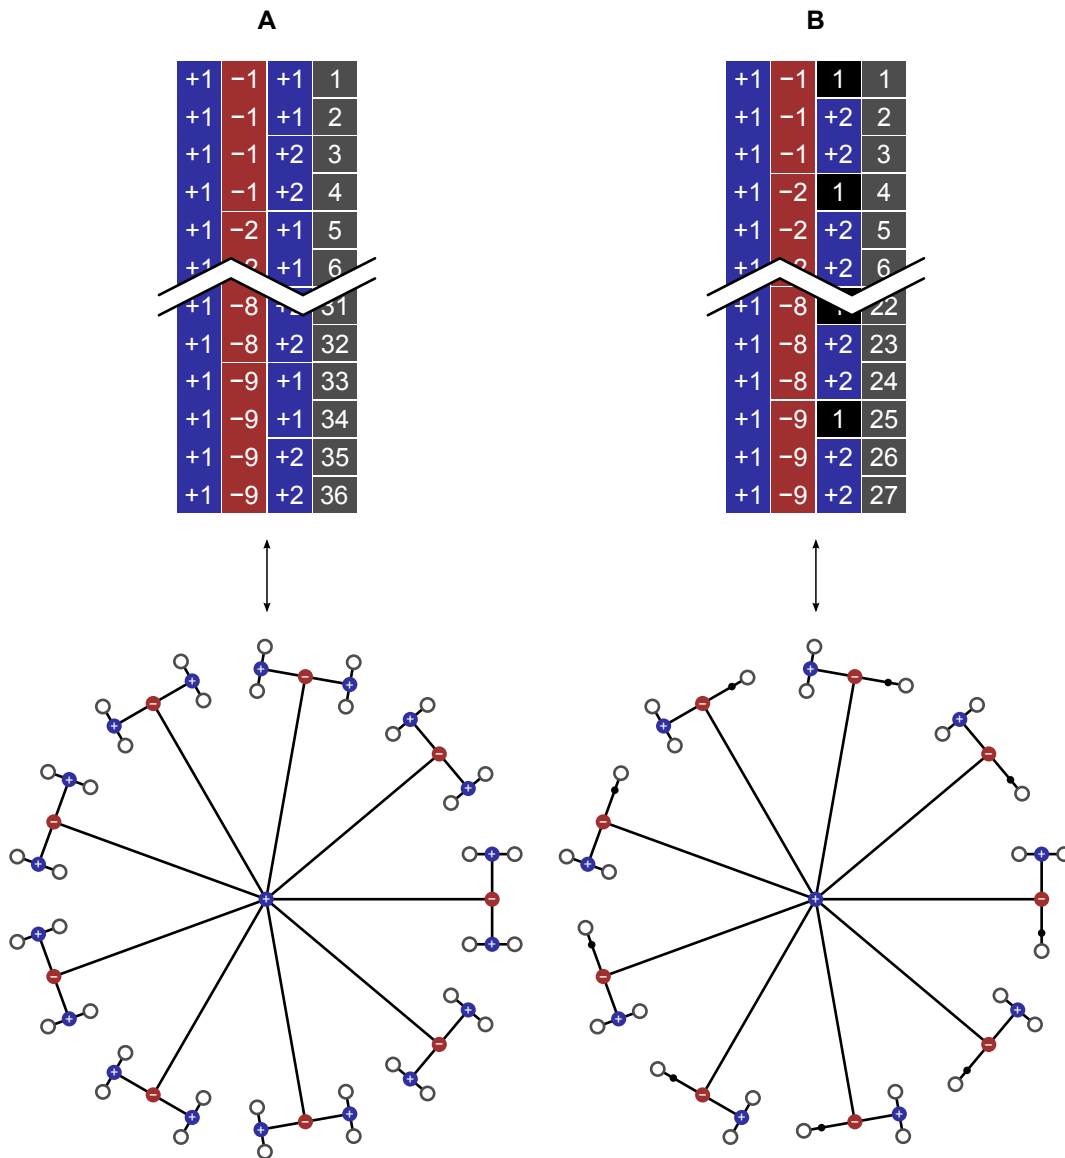 A B
+1 −1 +1 1 +1 −1 1 1
+1 −1 +1 2 +1 −1 +2 2
+1 −1 +2 3 +1 −1 +2 3
+1 −1 +2 4 +1 −2 1 4
+1 −2 +1 5 +1 −2 +2 5
+1 +1 6 +1 +2 6
+1 −8 31 +1 −8 22
+1 −8 +2 32 +1 −8 +2 23
+1 −9 +1 33 +1 −8 +2 24
+1 −9 +1 34 +1 −9 1 25
+1 −9 +2 35 +1 −9 +2 26
+1 −9 +2 36 +1 −9 +2 27